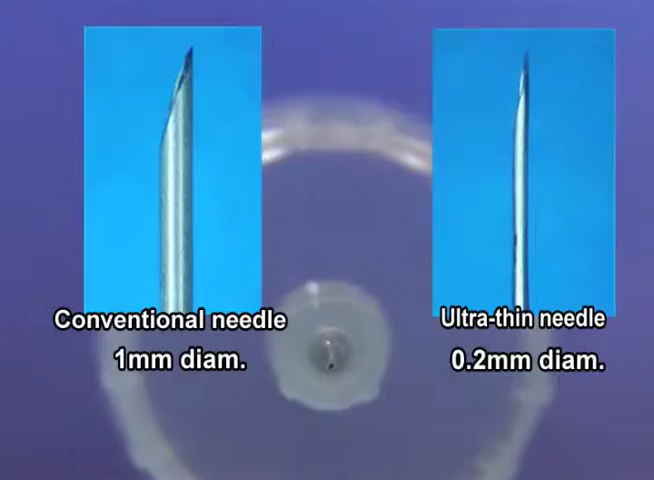 Conventional needle
1mm diam.
Ultra-thin needle
0.2mm diam.